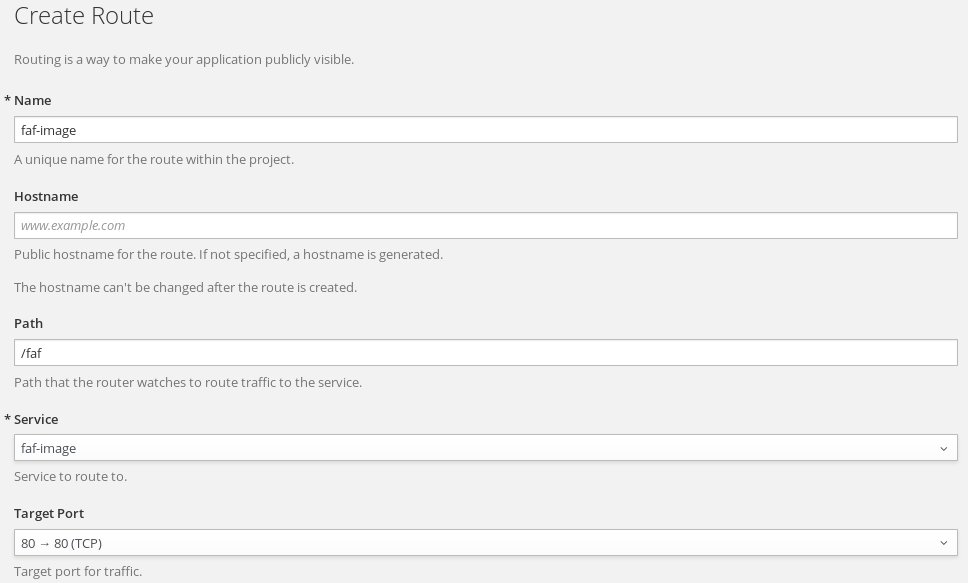 Create Route
Routing is a way to make your application publicly visible.
* Name
faf-image
A unique name for the route within the project.
Hostname
www.example.com
Public hostname for the route. If not specified, a hostname is generated.
The hostname can't be changed after the route is created.
Path
/faf
Path that the router watches to route traffic to the service.
* Service
faf-image
Service to route to.
Target Port
80 → 80 (TCP)
Target port for traffic.